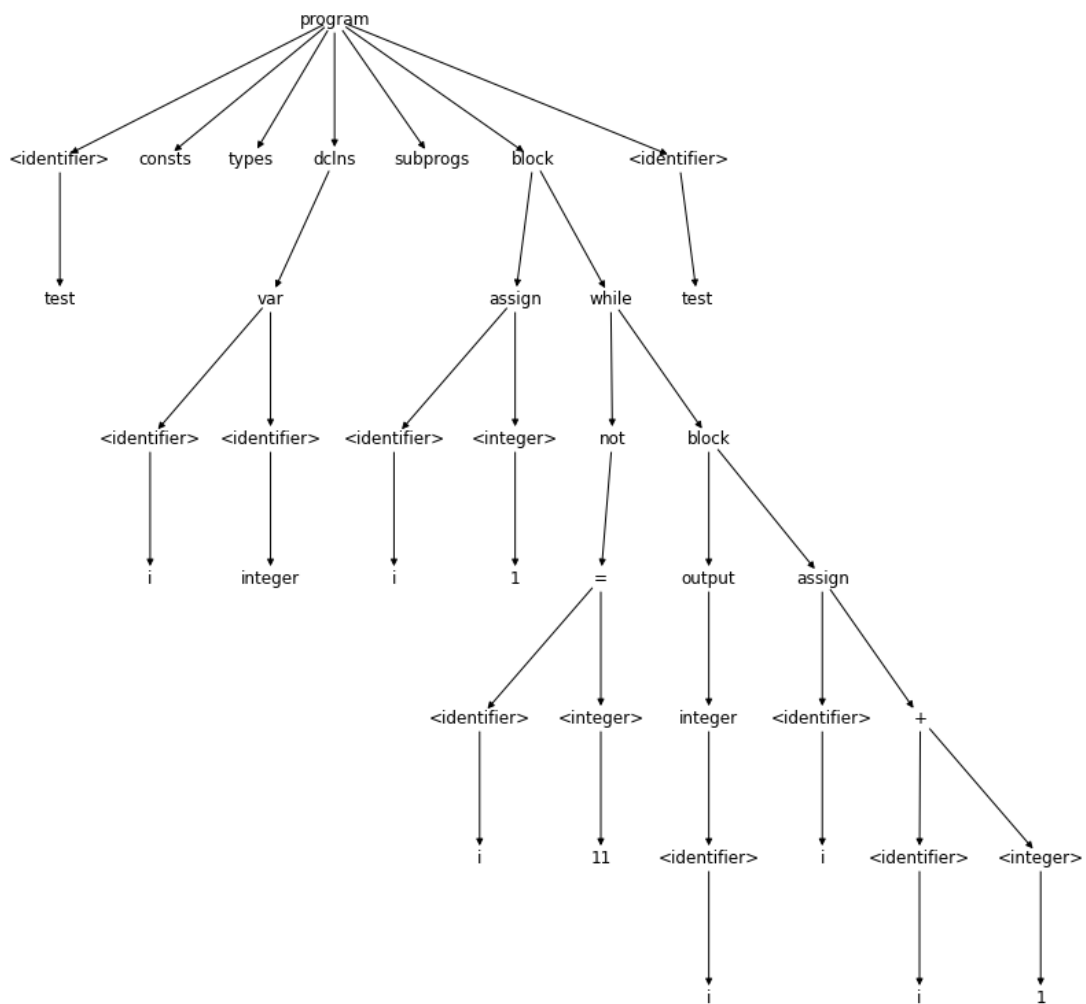 program
<identifier> consts types dclns subprogs block <identifier>
test var assign while test
<identifier> <identifier> <identifier> <integer> not block
i integer i 1 = output assign
<identifier> <integer> integer <identifier> +
i 11 <identifier> i <identifier> <integer>
i i 1